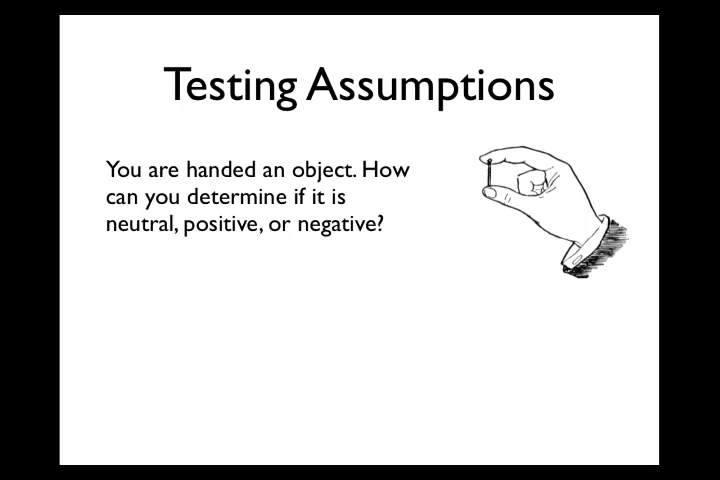 Testing Assumptions
You are handed an object. How
can you determine if it is
neutral, positive, or negative?